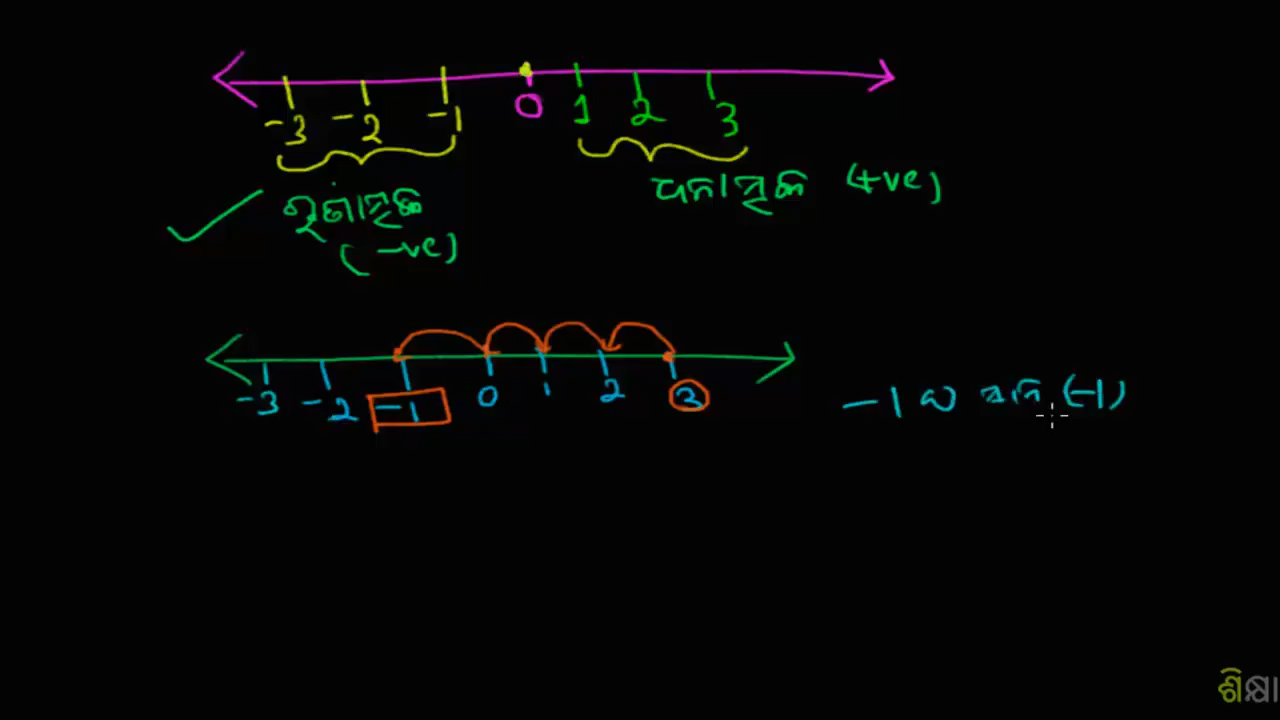 -3 -2 -1 0 1 2 3
ଋଣାତ୍ମକ ଧନାତ୍ମକ (+ve)
(-ve)
-3 -2 -1 0 1 2 3 -1 ବା (-1)
ଶିକ୍ଷା